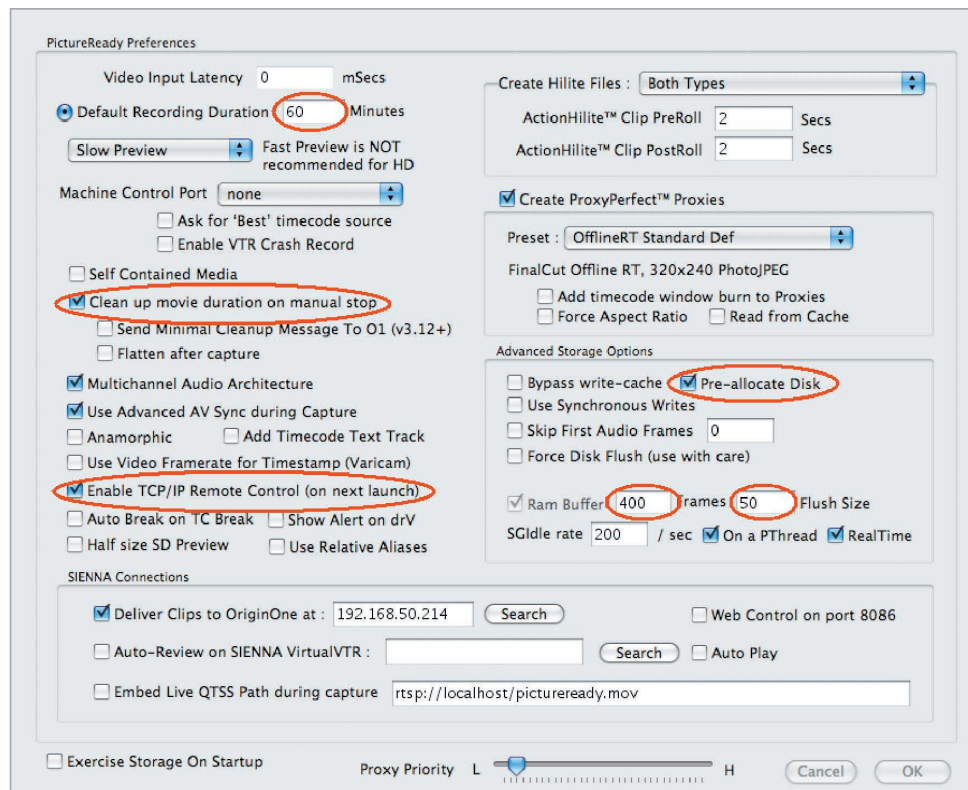 PictureReady Preferences
Video Input Latency 0 mSecs
Default Recording Duration 60 Minutes
Slow Preview
Fast Preview is NOT
recommended for HD
Machine Control Port none
Ask for 'Best' timecode source
Enable VTR Crash Record
Self Contained Media
Clean up movie duration on manual stop
Send Minimal Cleanup Message To O1 (v3.12+)
Flatten after capture
Multichannel Audio Architecture
Use Advanced AV Sync during Capture
Anamorphic Add Timecode Text Track
Use Video Framerate for Timestamp (Varicam)
Enable TCP/IP Remote Control (on next launch)
Auto Break on TC Break Show Alert on drV
Half size SD Preview Use Relative Aliases
Create Hilite Files : Both Types
ActionHilite™ Clip PreRoll 2 Secs
ActionHilite™ Clip PostRoll 2 Secs
Create ProxyPerfect™ Proxies
Preset : OfflineRT Standard Def
FinalCut Offline RT, 320x240 PhotoJPEG
Add timecode window burn to Proxies
Force Aspect Ratio Read from Cache
Advanced Storage Options
Bypass write-cache Pre-allocate Disk
Use Synchronous Writes
Skip First Audio Frames 0
Force Disk Flush (use with care)
Ram Buffer 400 Frames 50 Flush Size
SGIdle rate 200 / sec On a PThread RealTime
SIENNA Connections
Deliver Clips to OriginOne at : 192.168.50.214 Search Web Control on port 8086
Auto-Review on SIENNA VirtualVTR : Search Auto Play
Embed Live QTSS Path during capture rtsp://localhost/pictureready.mov
Exercise Storage On Startup Proxy Priority L H Cancel OK